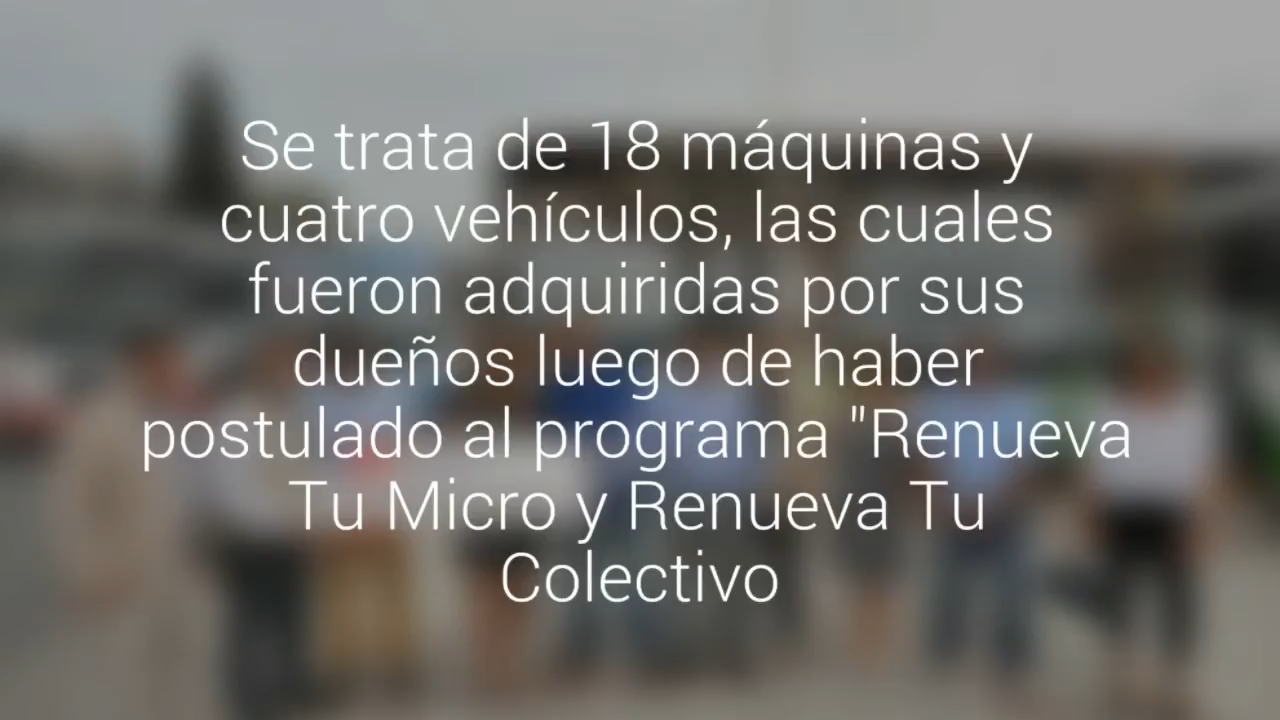 Se trata de 18 máquinas y
cuatro vehículos, las cuales
fueron adquiridas por sus
dueños luego de haber
postulado al programa "Renueva
Tu Micro y Renueva Tu
Colectivo